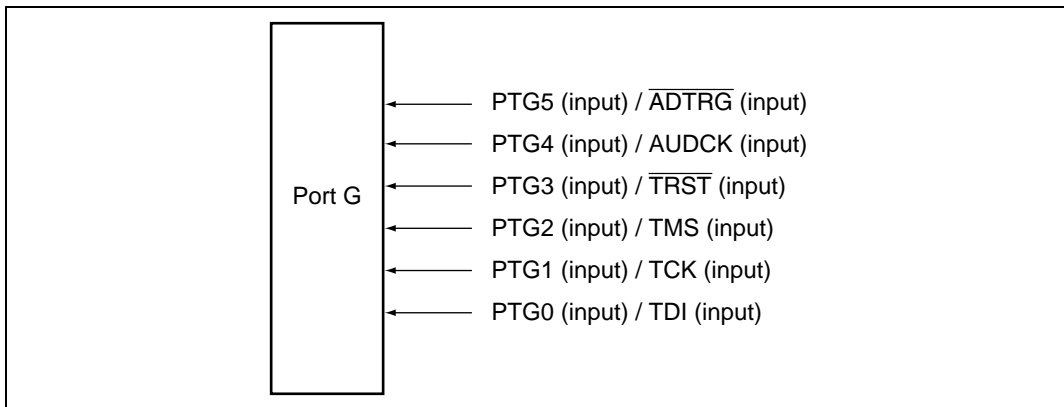 Port G
PTG5 (input) / ADTRG (input)
PTG4 (input) / AUDCK (input)
PTG3 (input) / TRST (input)
PTG2 (input) / TMS (input)
PTG1 (input) / TCK (input)
PTG0 (input) / TDI (input)